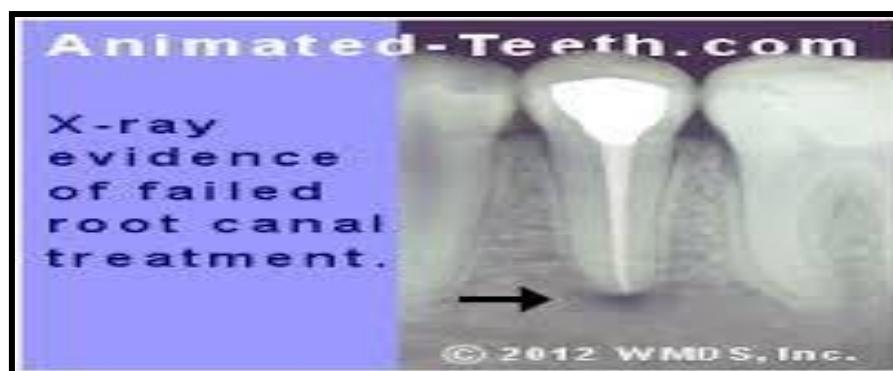 Animated-Teeth.com
X-ray
evidence
of failed
root canal
treatment.
© 2012 WMDS, Inc.